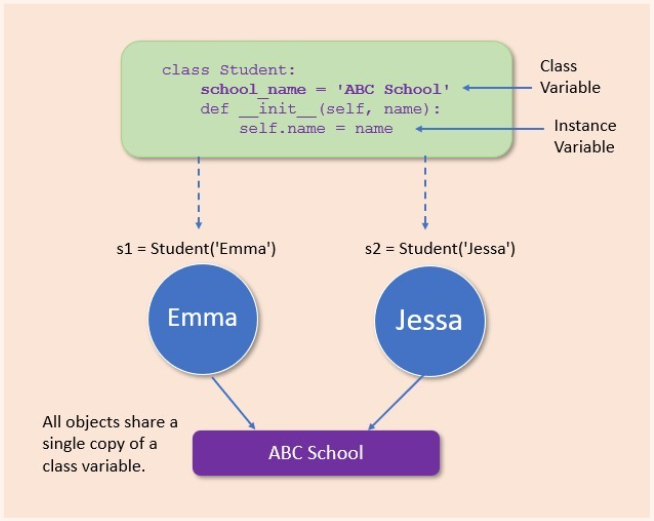 class Student:
school_name = 'ABC School'
def __init__(self, name):
self.name = name
Class
Variable
Instance
Variable
s1 = Student('Emma')
s2 = Student('Jessa')
Emma
Jessa
All objects share a
single copy of a
class variable.
ABC School